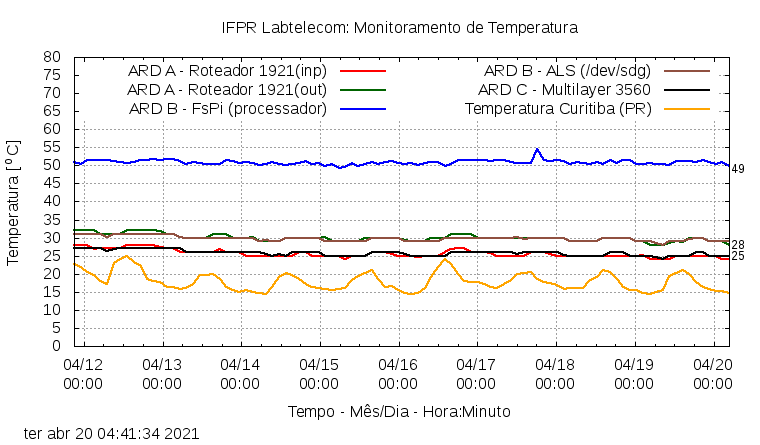 IFPR Labtelecom: Monitoramento de Temperatura
Temperatura [ ⁰ C]
80
75
70
65
60
55
50
45
40
35
30
25
20
15
10
5
0
ARD A - Roteador 1921(inp)
ARD A - Roteador 1921(out)
ARD B - FsPi (processador)
ARD B - ALS (/dev/sdg)
ARD C - Multilayer 3560
Temperatura Curitiba (PR)
49
28
25
04/12 04/13 04/14 04/15 04/16 04/17 04/18 04/19 04/20
00:00 00:00 00:00 00:00 00:00 00:00 00:00 00:00 00:00
Tempo - Mês/Dia - Hora:Minuto
ter abr 20 04:41:34 2021